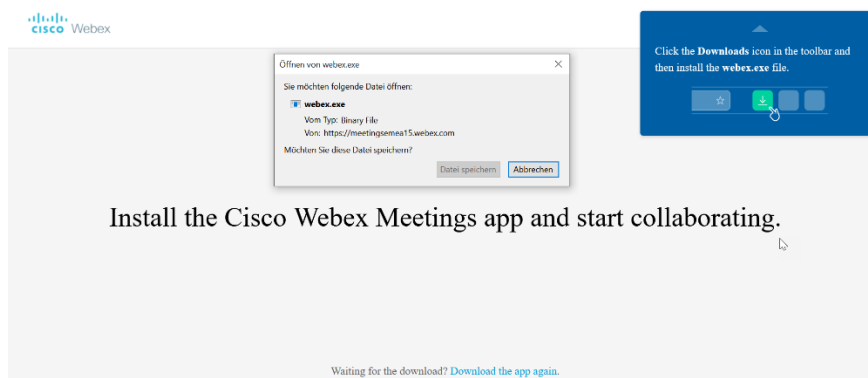 CISCO Webex
Click the Downloads icon in the toolbar and
then install the webex.exe file.
Öffnen von webex.exe
Sie möchten folgende Datei öffnen:
webex.exe
Vom Typ: Binary File
Von: https://meetingsemea15.webex.com
Möchten Sie diese Datei speichern?
Datei speichern Abbrechen
Install the Cisco Webex Meetings app and start collaborating.
Waiting for the download? Download the app again.